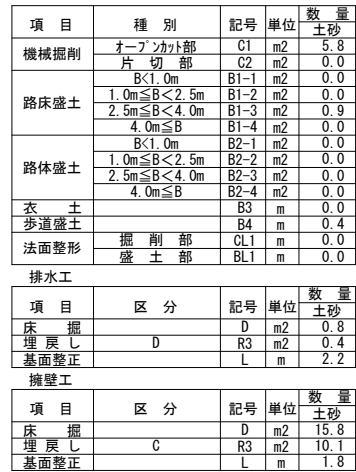 項 目 種 別 記号 単位 数 量
土砂
機械掘削 オープンカット部 C1 m2 5.8
片 切 部 C2 m2 0.0
路床盛土 B<1.0m B1-1 m2 0.0
1.0m≦B<2.5m B1-2 m2 0.0
2.5m≦B<4.0m B1-3 m2 0.9
4.0m≦B B1-4 m2 0.0
路体盛土 B<1.0m B2-1 m2 0.0
1.0m≦B<2.5m B2-2 m2 0.0
2.5m≦B<4.0m B2-3 m2 0.0
4.0m≦B B2-4 m2 0.0
衣 土 B3 m 0.0
歩道盛土 B4 m 0.4
法面整形 掘 削 部 CL1 m 0.0
盛 土 部 BL1 m 0.0
排水工
項 目 区 分 記号 単位 数 量
土砂
床 掘 D D m2 0.8
埋 戻 し R3 m2 0.4
基面整正 L m 2.2
擁壁工
項 目 区 分 記号 単位 数 量
土砂
床 掘 C D m2 15.8
埋 戻 し R3 m2 10.1
基面整正 L m 1.8